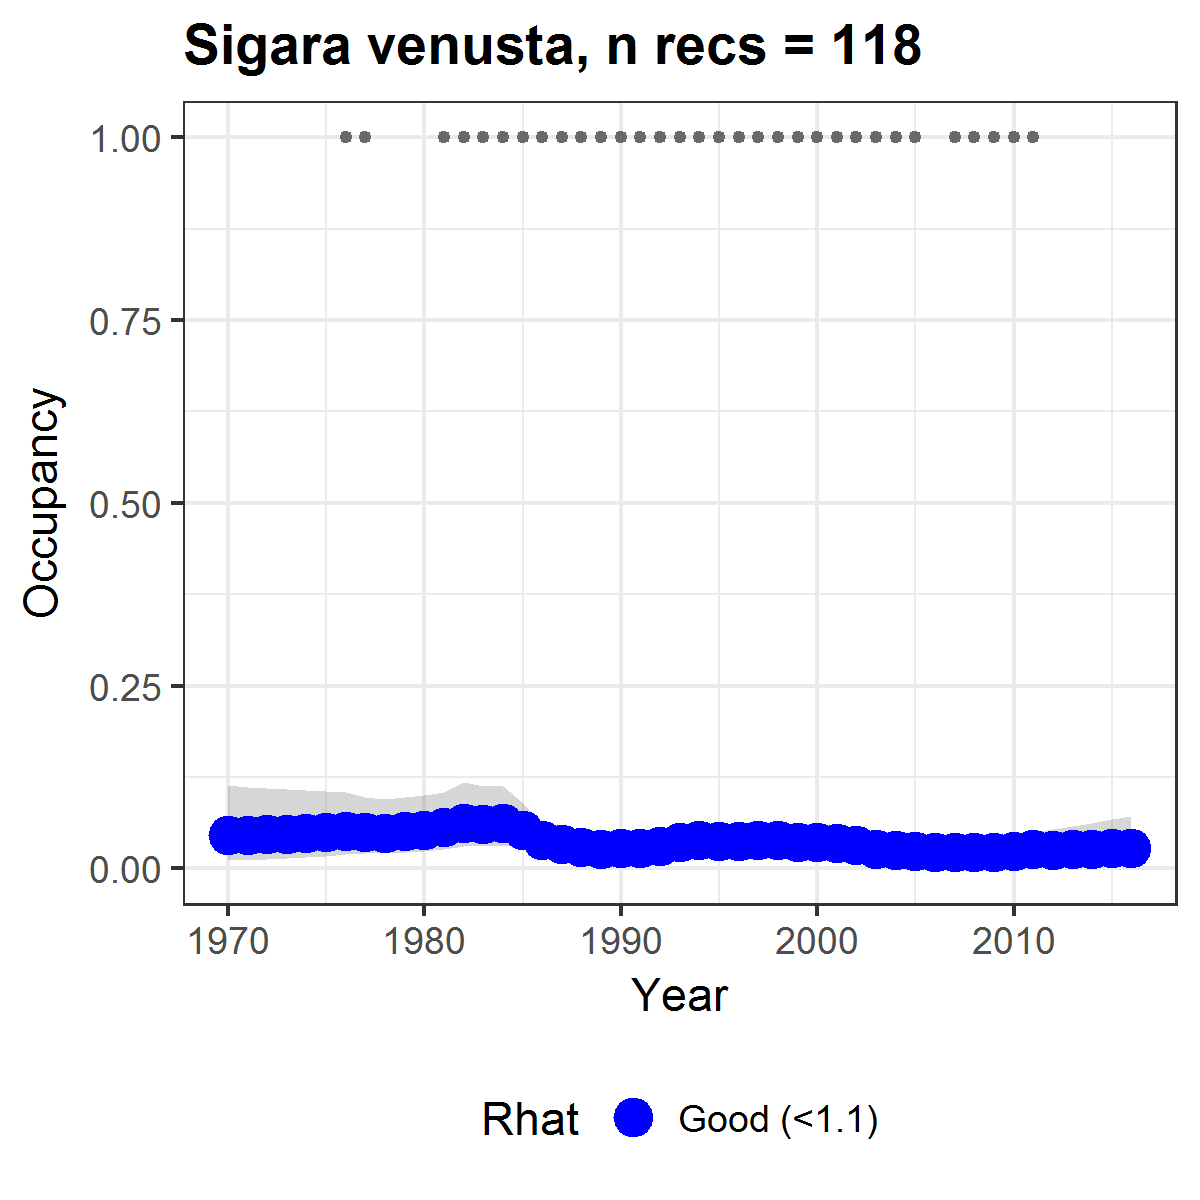 Sigara venusta, n recs = 118
1.00
0.75
0.50
0.25
0.00
Occupancy
1970 1980 1990 2000 2010
Year
Rhat Good (<1.1)